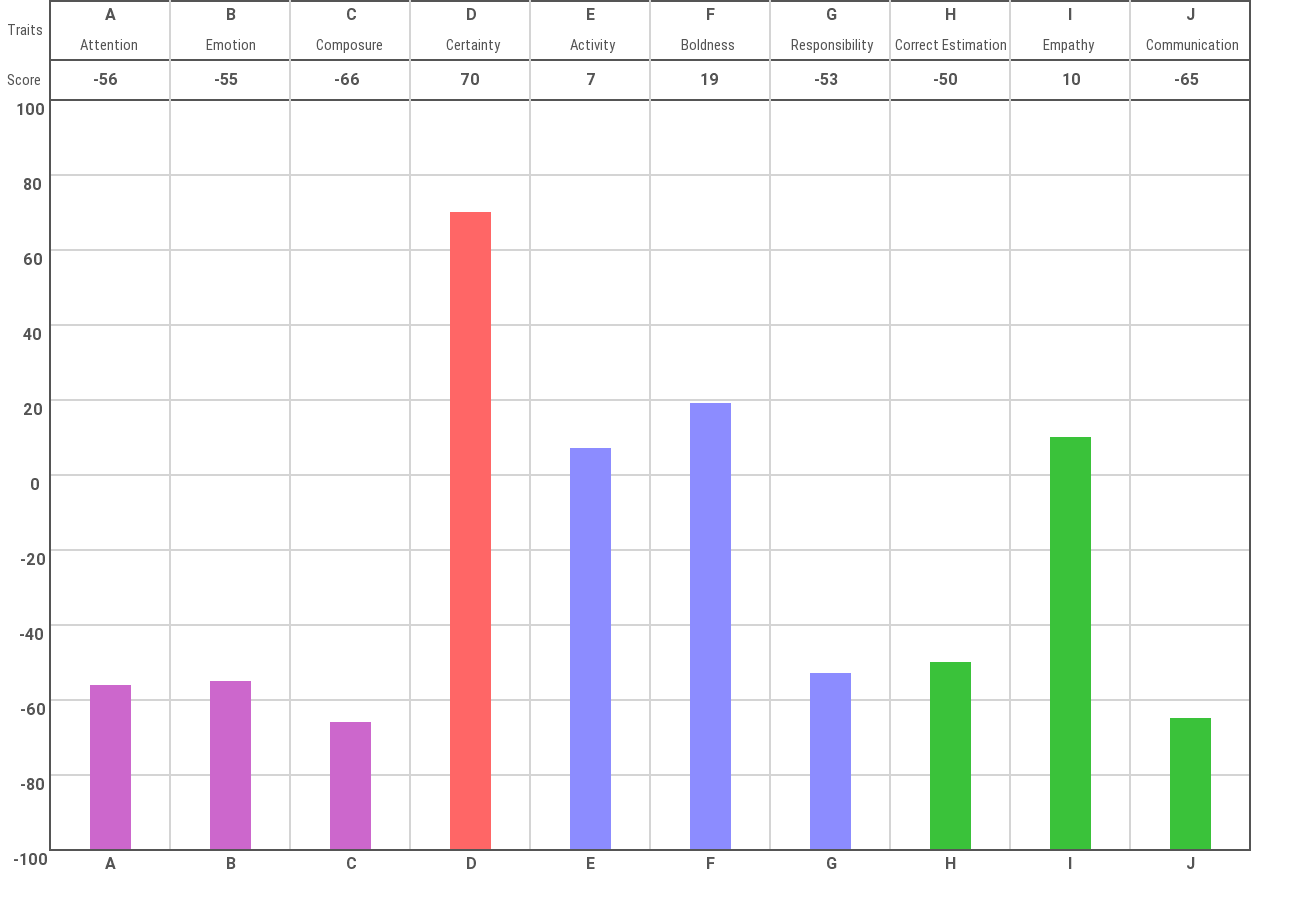 Traits A B C D E F G H I J
Attention Emotion Composure Certainty Activity Boldness Responsibility Correct Estimation Empathy Communication
Score -56 -55 -66 70 7 19 -53 -50 10 -65
100
80
60
40
20
0
-20
-40
-60
-80
-100
A B C D E F G H I J